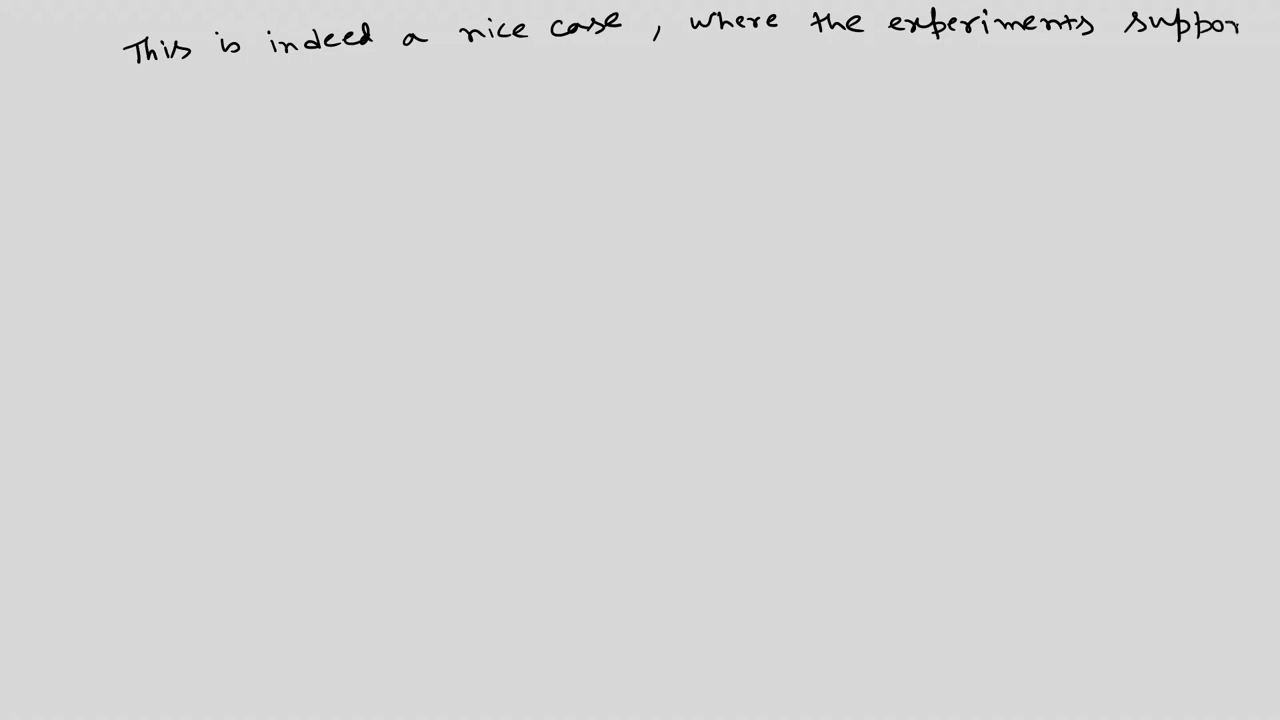 This is indeed a nice case, where the experiments suppor